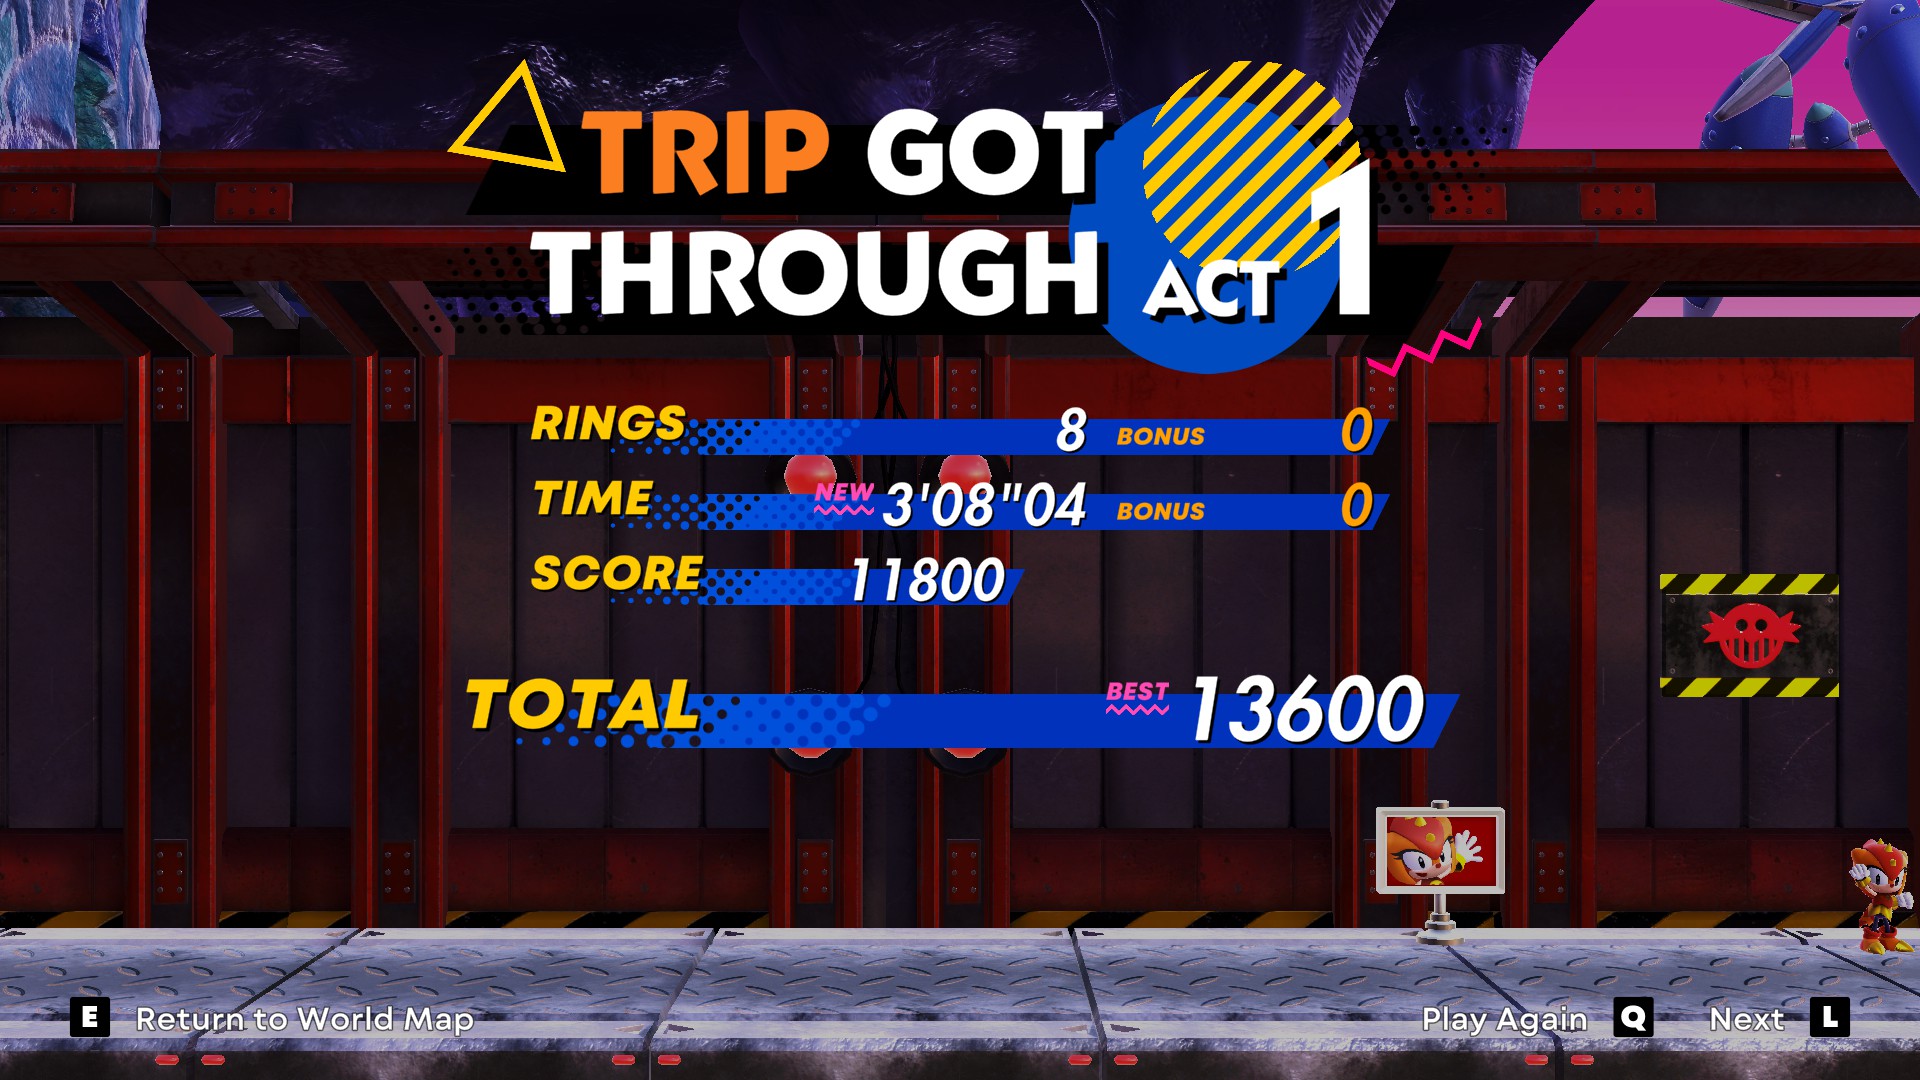 TRIP GOT
THROUGH ACT 1
RINGS 8 BONUS 0
TIME NEW 3'08"04 BONUS 0
SCORE 11800
TOTAL BEST 13600
E Return to World Map Play Again Q Next L